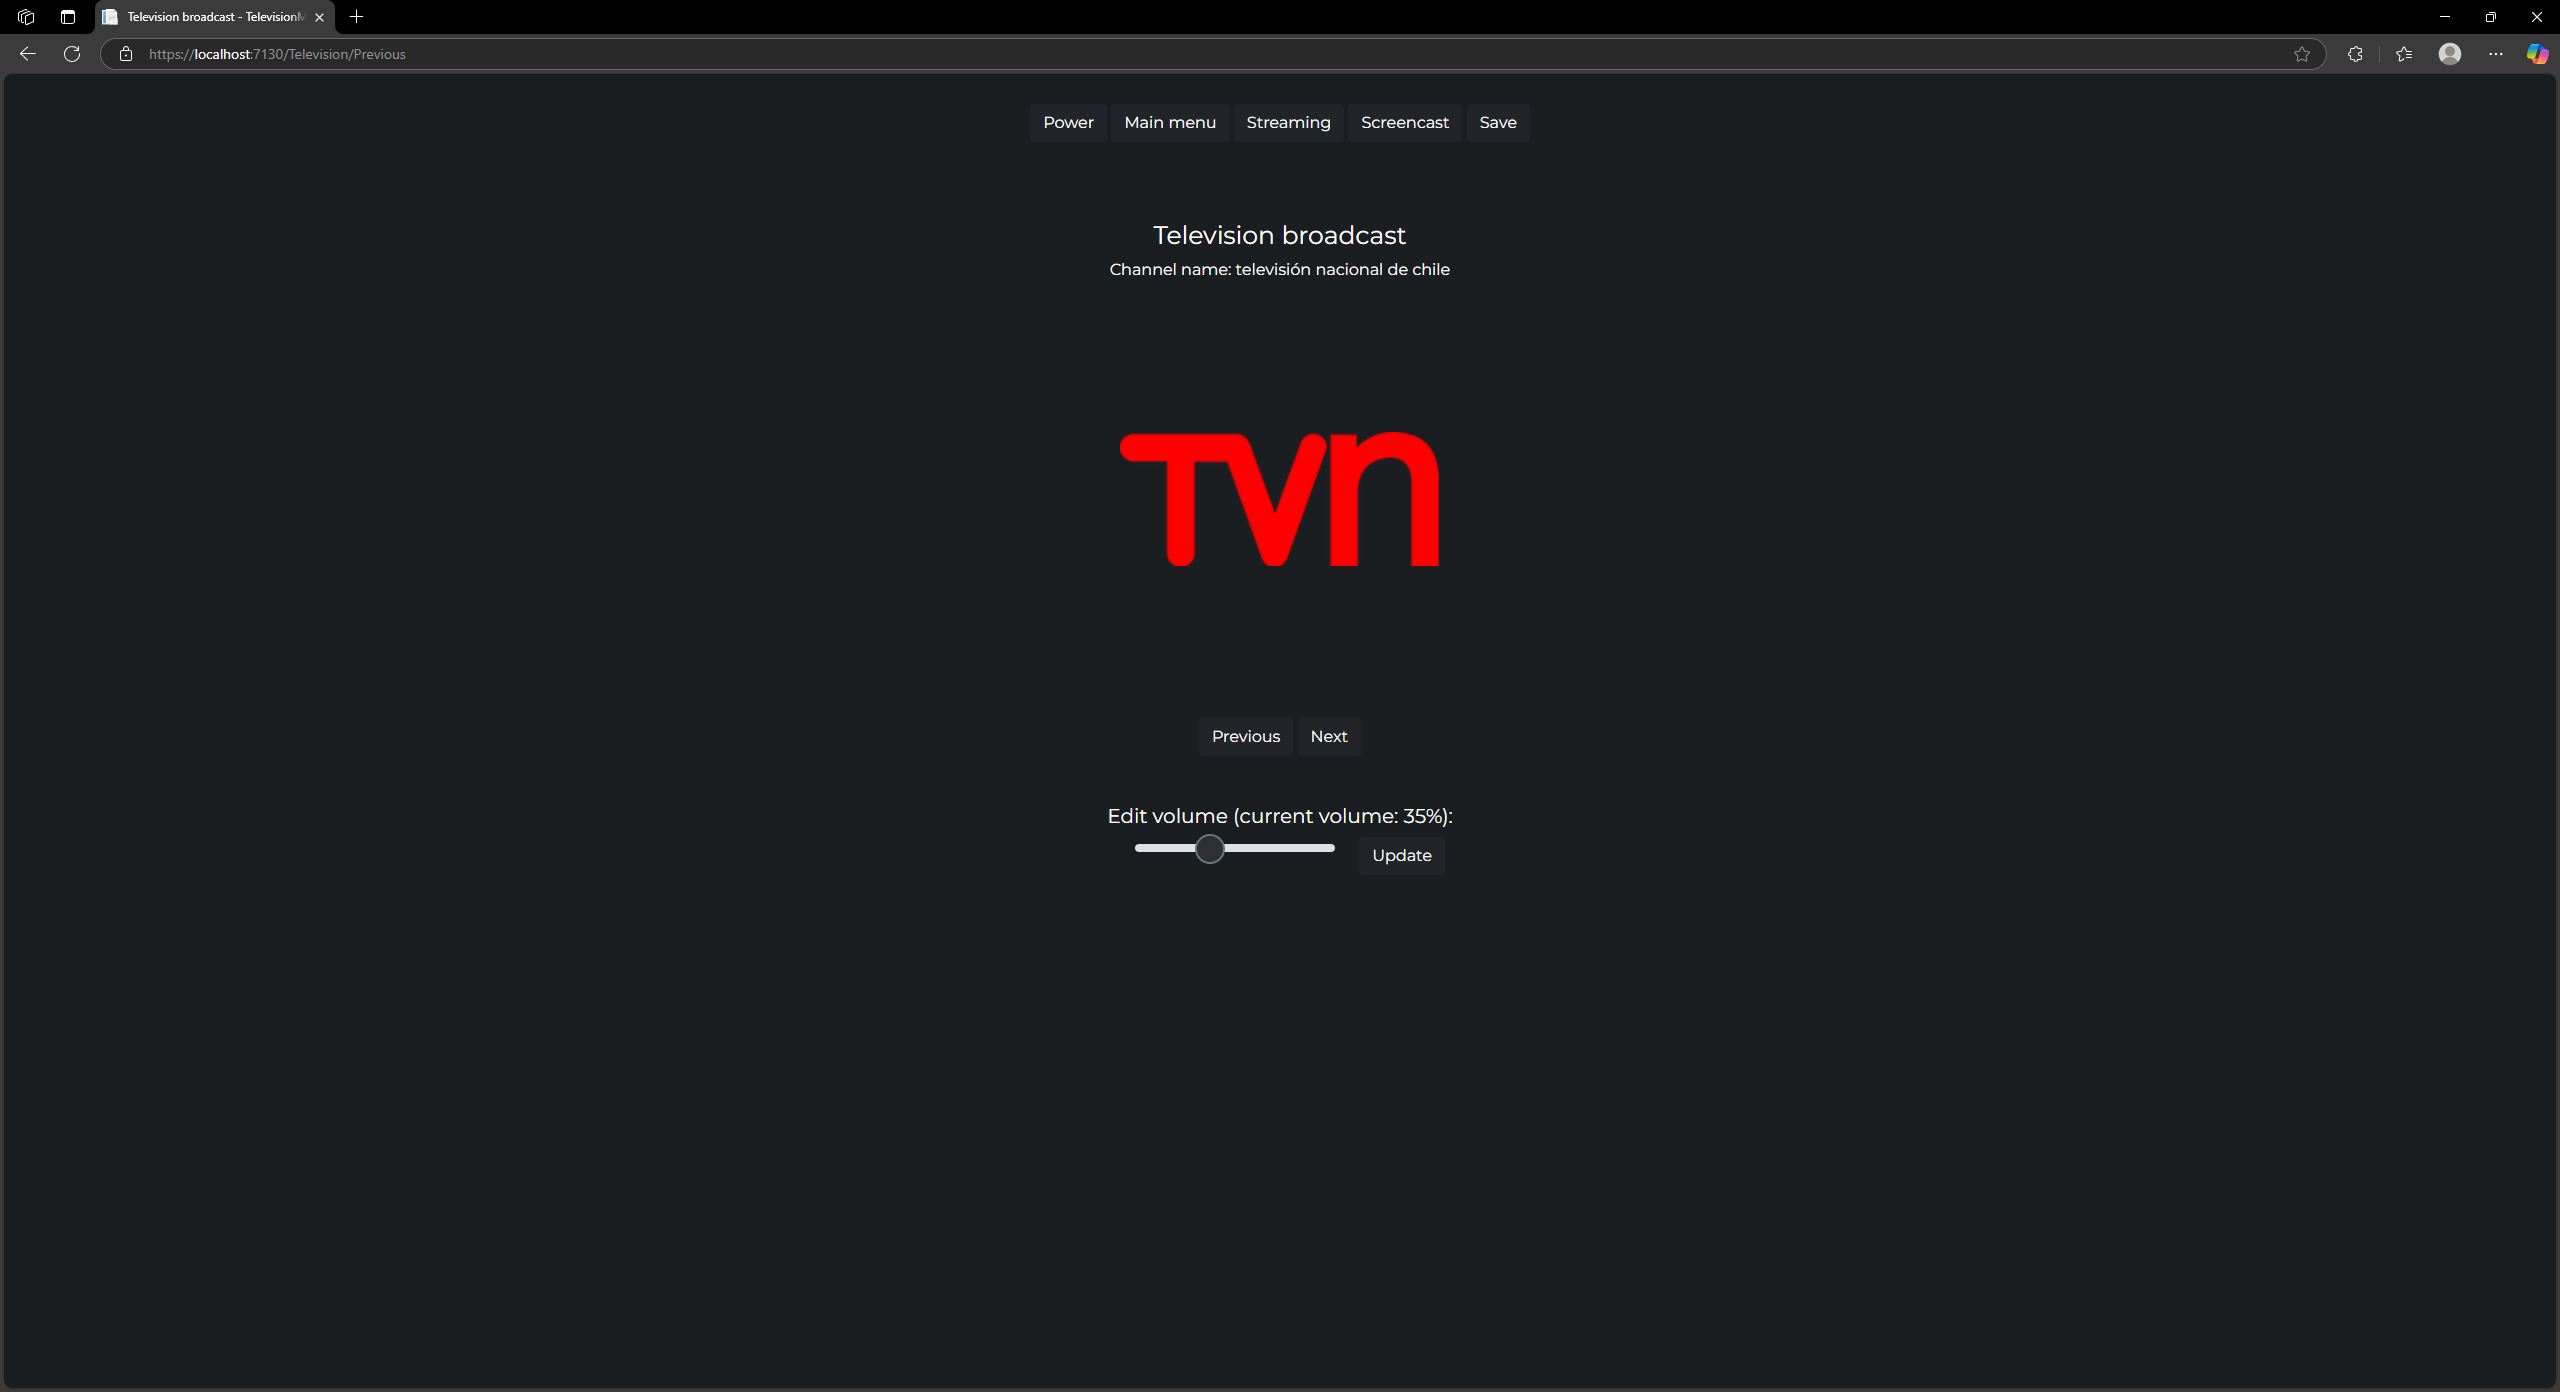 Television broadcast - TelevisionM
https://localhost:7130/Television/Previous
Power Main menu Streaming Screencast Save
Television broadcast
Channel name: televisión nacional de chile
TVN
Previous Next
Edit volume (current volume: 35%):
Update